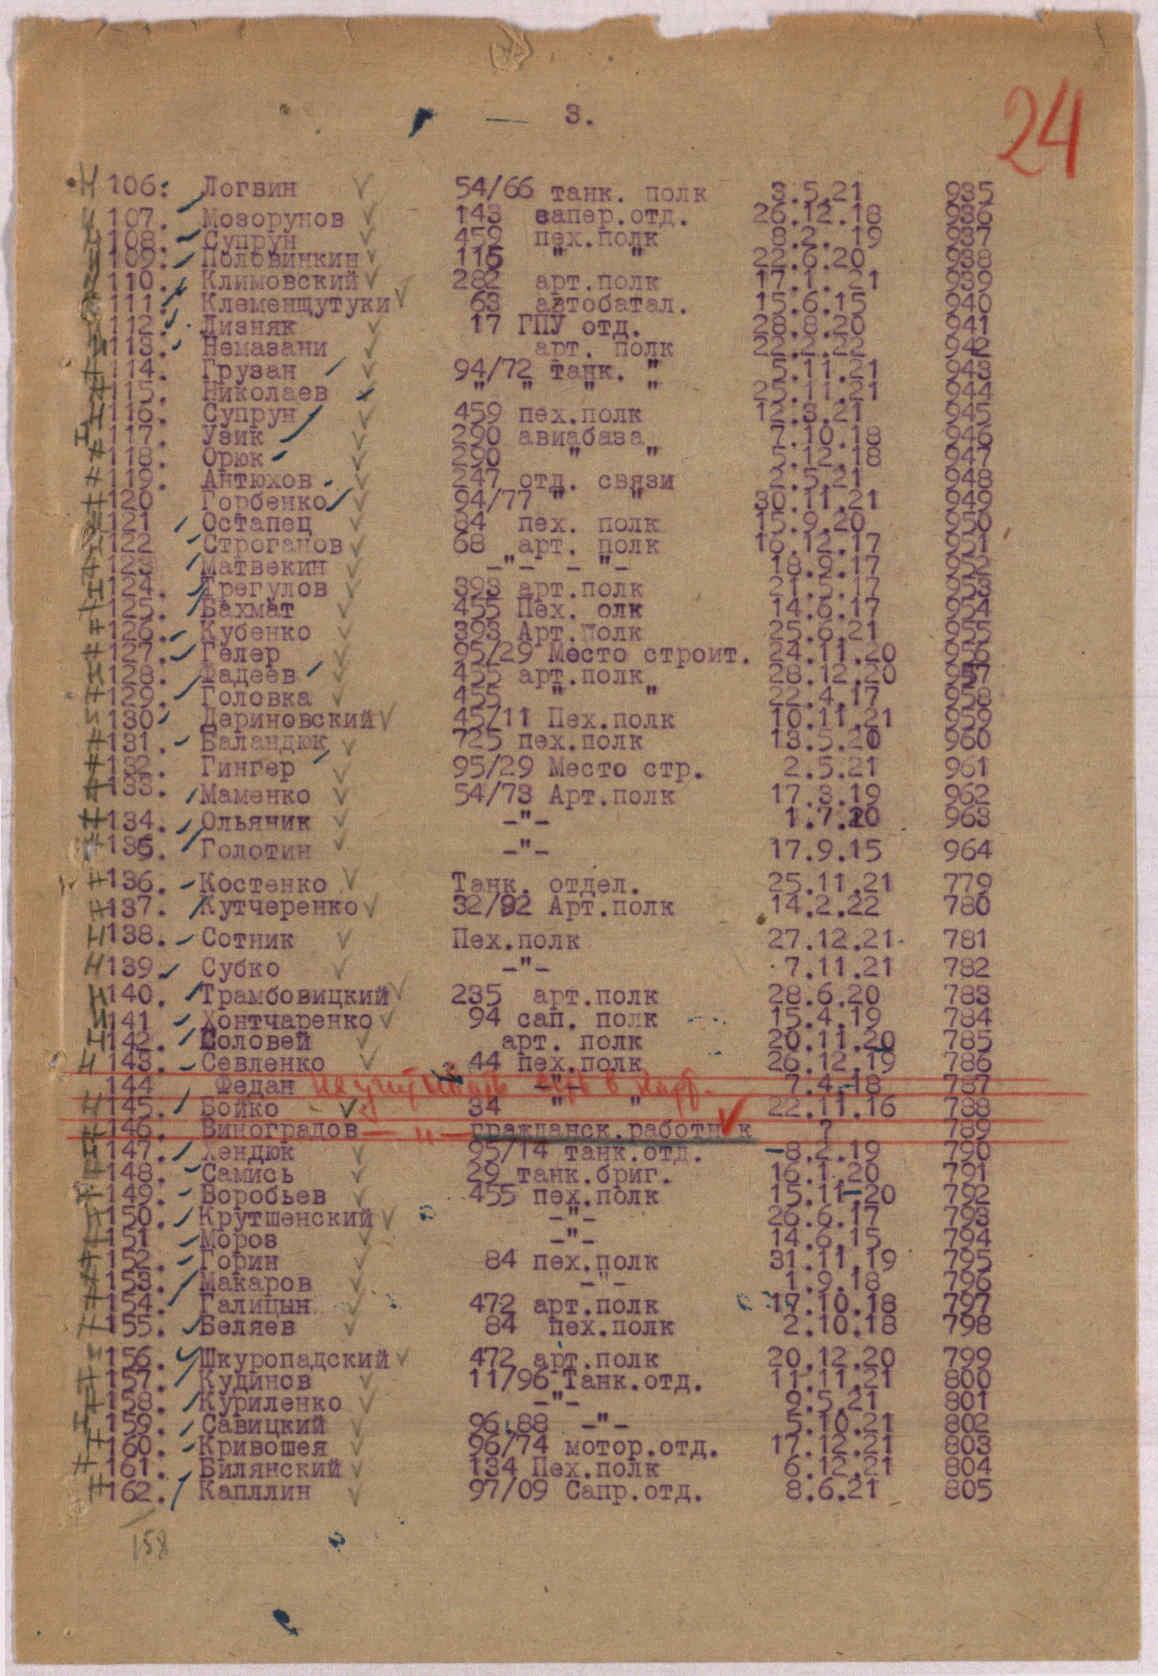 3.
24
106. Логвин 54/66 танк. полк 3.5.21 935
107. Мозорунов 143 сапер.отд. 26.12.18 936
108. Супрун 459 пех.полк 8.2. 19 937
109. Половинкин 115 " " 22.6.20 938
110. Климовский 282 арт.полк 17.1. 21 939
111. Клеменщутуки 63 автобатал. 15.6.15 940
112. Лизняк 17 ГПУ отд. 28.8.20 941
113. Немазани арт. полк 22.2.22 942
114. Грузан 94/72 танк. " 5.11.21 943
115. Николаев " " " " 25.11.21 944
116. Супрун 459 пех.полк 12.3.21 945
117. Узик 290 авиабаза 7.10.18 946
118. Орюк 290 " " 5.12.18 947
119. Антюхов 247 отд. связи 2.5.21 948
120 Горбенко 94/77 " " 30.11.21 949
121 Остапец 84 пех. полк 15.9.20 950
122 Строганов 68 арт. полк 16.12.17 951
123 Матвекин -"- - "- 18.9.17 952
124. Трегулов 393 арт.полк 21.5.17 953
125. Бахмат 455 Пех. олк 14.6.17 954
126. Кубенко 393 Арт.Полк 25.6.21 955
127. Гелер 95/29 Место строит. 24.11.20 956
128. Фадеев 455 арт.полк 28.12.20 957
129. Головка 455 " " 22.4.17 958
130 Дериновский 45/11 Пех.полк 10.11.21 959
131. Баландюк 725 пех.полк 13.5.20 960
132. Гингер 95/29 Место стр. 2.5.21 961
133. Маменко 54/73 Арт.полк 17.3.19 962
134. Ольяник -"- 1.7.20 963
135. Голотин -"- 17.9.15 964
136. Костенко Танк. отдел. 25.11.21 779
137. Кутчеренко 32/92 Арт.полк 14.2.22 780
138. Сотник Пех.полк 27.12.21 781
139. Субко -"- 7.11.21 782
140. Трамбовицкий 235 арт.полк 28.6.20 783
141 Хонтчаренко 94 сап. полк 15.4.19 784
142. Соловей арт. полк 20.11.20 785
143. Севленко 44 пех.полк 26.12.19 786
144 Федан 7.4.18 787
145. Бойко 34 " " 22.11.16 788
146. Виноградов — " — гражданск.работник ? 789
147. Хендюк 95/14 танк.отд. 8.2.19 790
148. Самись 29 танк.бриг. 16.1.20 791
149. Воробьев 455 пех.полк 15.11.20 792
150. Крутшенский -"- 26.6.17 793
151 Моров -"- 14.6.15 794
152. Горин 84 пех.полк 31.11.19 795
153. Макаров -"- 1.9.18 796
154. Галицын 472 арт.полк 17.10.18 797
155. Беляев 84 пех.полк 2.10.18 798
156. Шкуропадский 472 арт.полк 20.12.20 799
157. Кудинов 11/96 Танк.отд. 11.11.21 800
158. Куриленко -"- 9.5.21 801
159. Савицкий 96.88 -"- 5.10.21 802
160. Кривошея 96/74 мотор.отд. 17.12.21 803
161. Билянский 134 Пех.полк 6.12.21 804
162. Капллин 97/09 Сапр.отд. 8.6.21 805
158